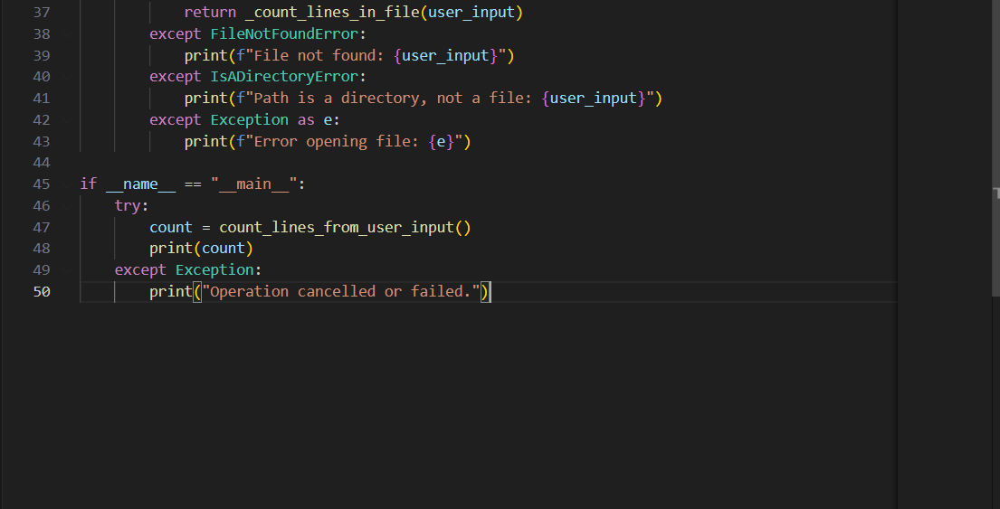 37 return _count_lines_in_file(user_input)
38 except FileNotFoundError:
39 print(f"File not found: {user_input}")
40 except IsADirectoryError:
41 print(f"Path is a directory, not a file: {user_input}")
42 except Exception as e:
43 print(f"Error opening file: {e}")
44
45 if __name__ == "__main__":
46 try:
47 count = count_lines_from_user_input()
48 print(count)
49 except Exception:
50 print("Operation cancelled or failed.")